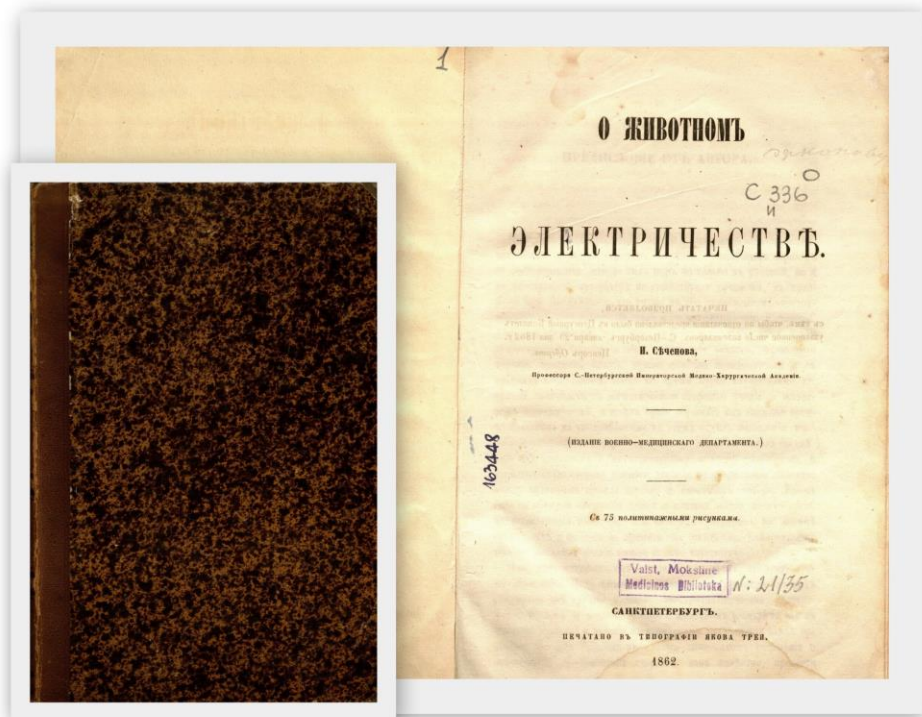 1
О ЖИВОТНОМЪ
О
С 336
и
ЭЛЕКТРИЧЕСТВѢ.
И. Сѣченова,
Профессора С.-Петербургской Императорской Медико-Хирургической Академіи.
(ИЗДАНІЕ ВОЕННО-МЕДИЦИНСКАГО ДЕПАРТАМЕНТА.)
163448
Съ 75 политипажными рисунками.
Valst. Mokslinė
Medicinos Biblioteka N: 21/35
САНКТПЕТЕРБУРГЪ.
ПЕЧАТАНО ВЪ ТИПОГРАФІИ ЯКОВА ТРЕЯ.
1862.